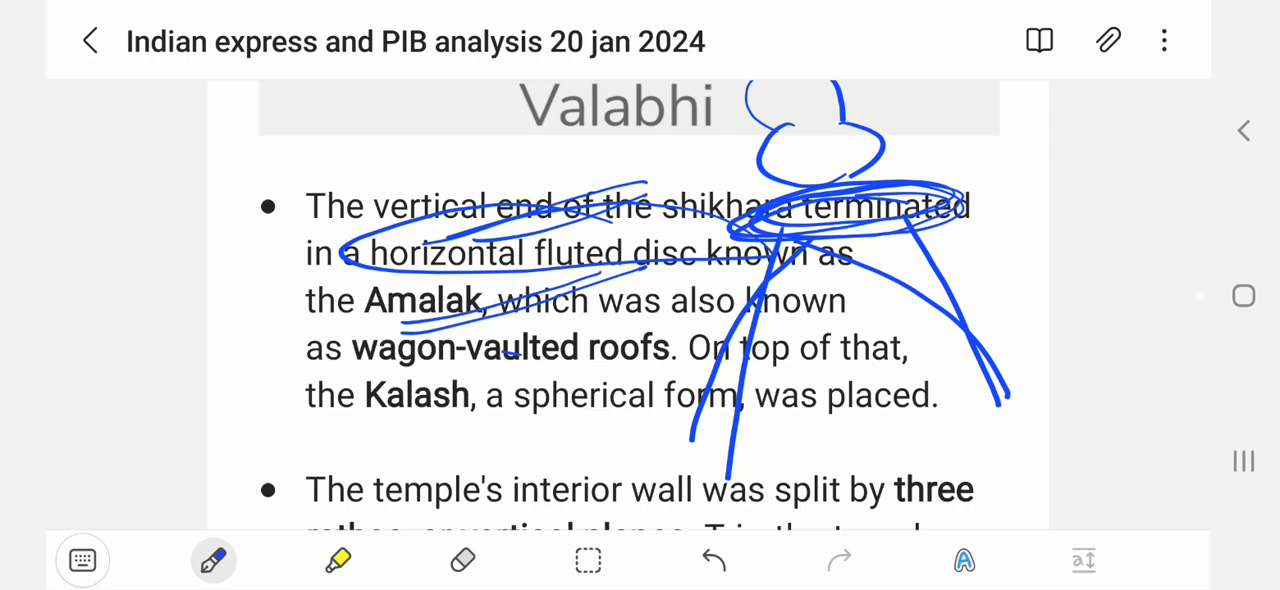 Indian express and PIB analysis 20 jan 2024
Valabhi
● The vertical end of the shikhara terminated
in a horizontal fluted disc known as
the Amalak, which was also known
as wagon-vaulted roofs. On top of that,
the Kalash, a spherical form, was placed.
● The temple's interior wall was split by three